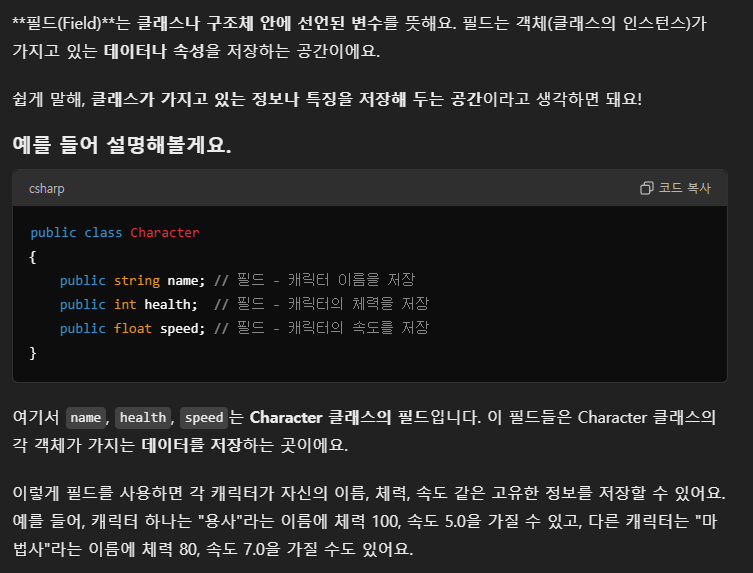 **필드(Field)**는 클래스나 구조체 안에 선언된 변수를 뜻해요. 필드는 객체(클래스의 인스턴스)가
가지고 있는 데이터나 속성을 저장하는 공간이에요.
쉽게 말해, 클래스가 가지고 있는 정보나 특징을 저장해 두는 공간이라고 생각하면 돼요!
예를 들어 설명해볼게요.
csharp
코드 복사
public class Character
{
    public string name; // 필드 - 캐릭터 이름을 저장
    public int health;  // 필드 - 캐릭터의 체력을 저장
    public float speed; // 필드 - 캐릭터의 속도를 저장
}
여기서 name, health, speed는 Character 클래스의 필드입니다. 이 필드들은 Character 클래스의
각 객체가 가지는 데이터를 저장하는 곳이에요.
이렇게 필드를 사용하면 각 캐릭터가 자신의 이름, 체력, 속도 같은 고유한 정보를 저장할 수 있어요.
예를 들어, 캐릭터 하나는 "용사"라는 이름에 체력 100, 속도 5.0을 가질 수 있고, 다른 캐릭터는 "마
법사"라는 이름에 체력 80, 속도 7.0을 가질 수도 있어요.